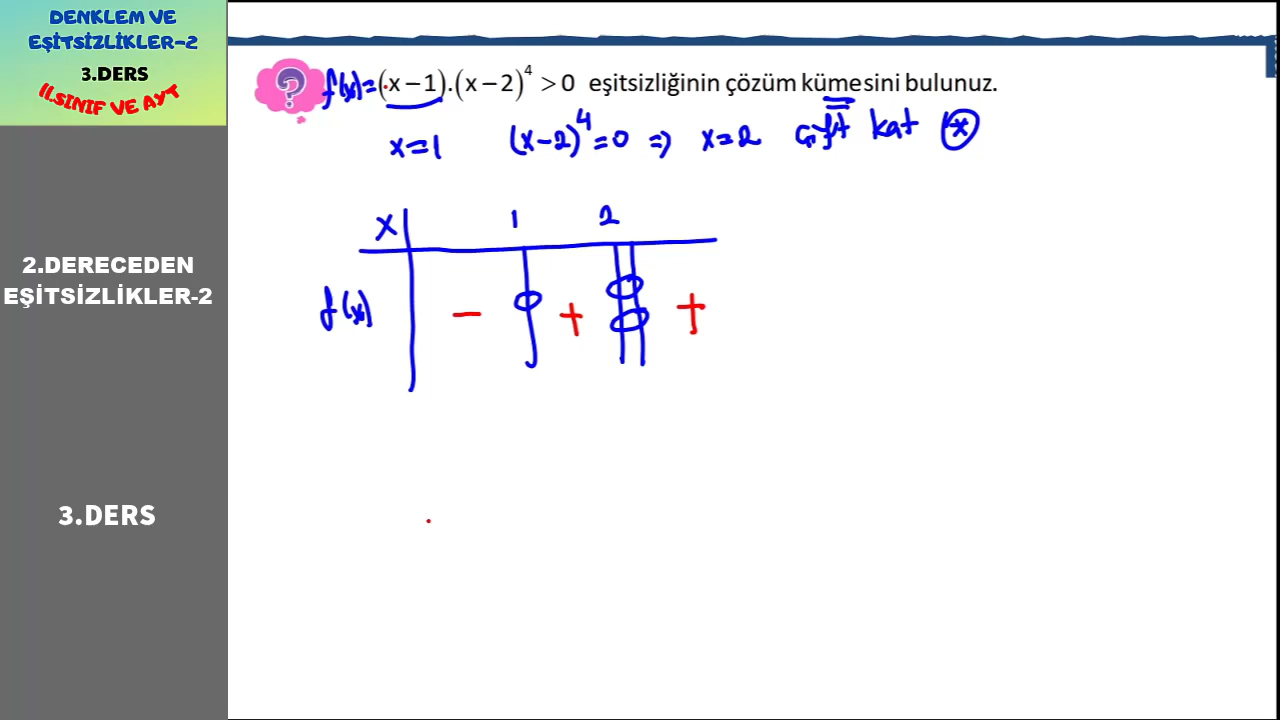 DENKLEM VE
EŞİTSİZLİKLER-2
3.DERS
11.SINIF VE AYT
2.DERECEDEN
EŞİTSİZLİKLER-2
3.DERS
f(x)=(x-1).(x-2)^4 >0 eşitsizliğinin çözüm kümesini bulunuz.
x=1 (x-2)^4=0 ⇒ x=2 çift kat
x 1 2
f(x) - + +